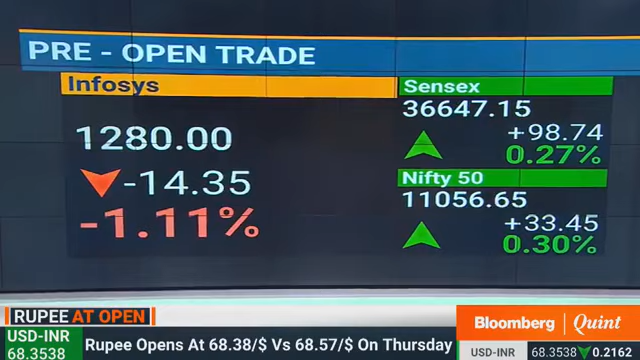 PRE - OPEN TRADE
Infosys
1280.00
-14.35
-1.11%
Sensex
36647.15
+98.74
0.27%
Nifty 50
11056.65
+33.45
0.30%
RUPEE AT OPEN
Bloomberg | Quint
USD-INR
68.3538
Rupee Opens At 68.38/$ Vs 68.57/$ On Thursday
USD-INR 68.3538 0.2162